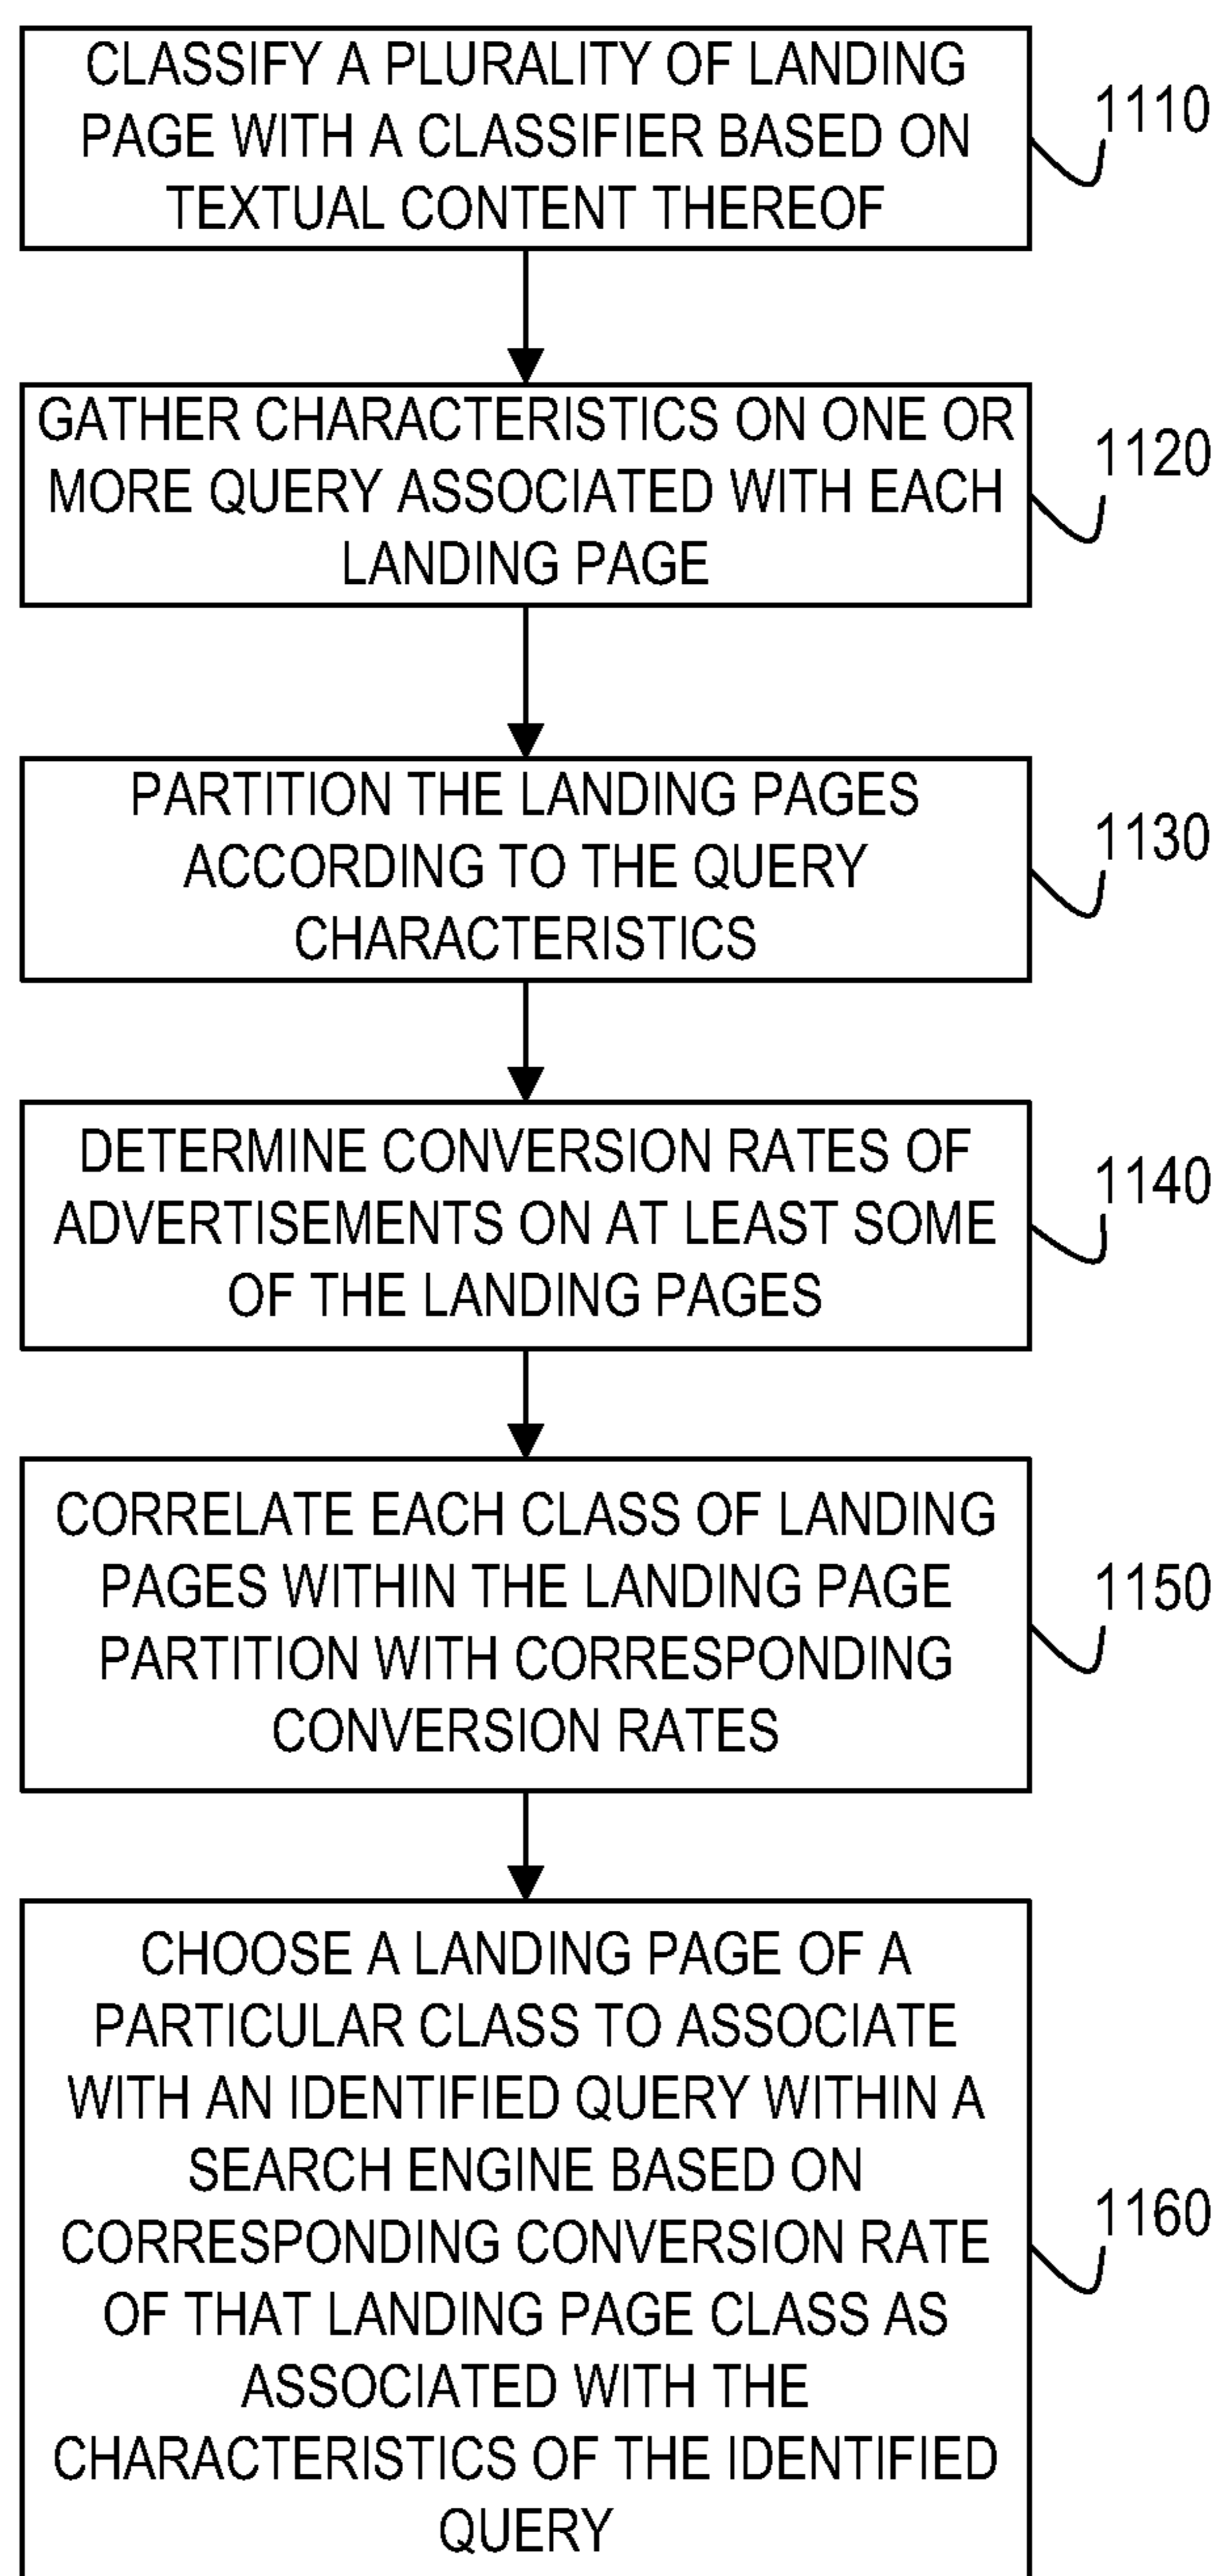 CLASSIFY A PLURALITY OF LANDING
PAGE WITH A CLASSIFIER BASED ON
TEXTUAL CONTENT THEREOF
1110
GATHER CHARACTERISTICS ON ONE OR
MORE QUERY ASSOCIATED WITH EACH
LANDING PAGE
1120
PARTITION THE LANDING PAGES
ACCORDING TO THE QUERY
CHARACTERISTICS
1130
DETERMINE CONVERSION RATES OF
ADVERTISEMENTS ON AT LEAST SOME
OF THE LANDING PAGES
1140
CORRELATE EACH CLASS OF LANDING
PAGES WITHIN THE LANDING PAGE
PARTITION WITH CORRESPONDING
CONVERSION RATES
1150
CHOOSE A LANDING PAGE OF A
PARTICULAR CLASS TO ASSOCIATE
WITH AN IDENTIFIED QUERY WITHIN A
SEARCH ENGINE BASED ON
CORRESPONDING CONVERSION RATE
OF THAT LANDING PAGE CLASS AS
ASSOCIATED WITH THE
CHARACTERISTICS OF THE IDENTIFIED
QUERY
1160